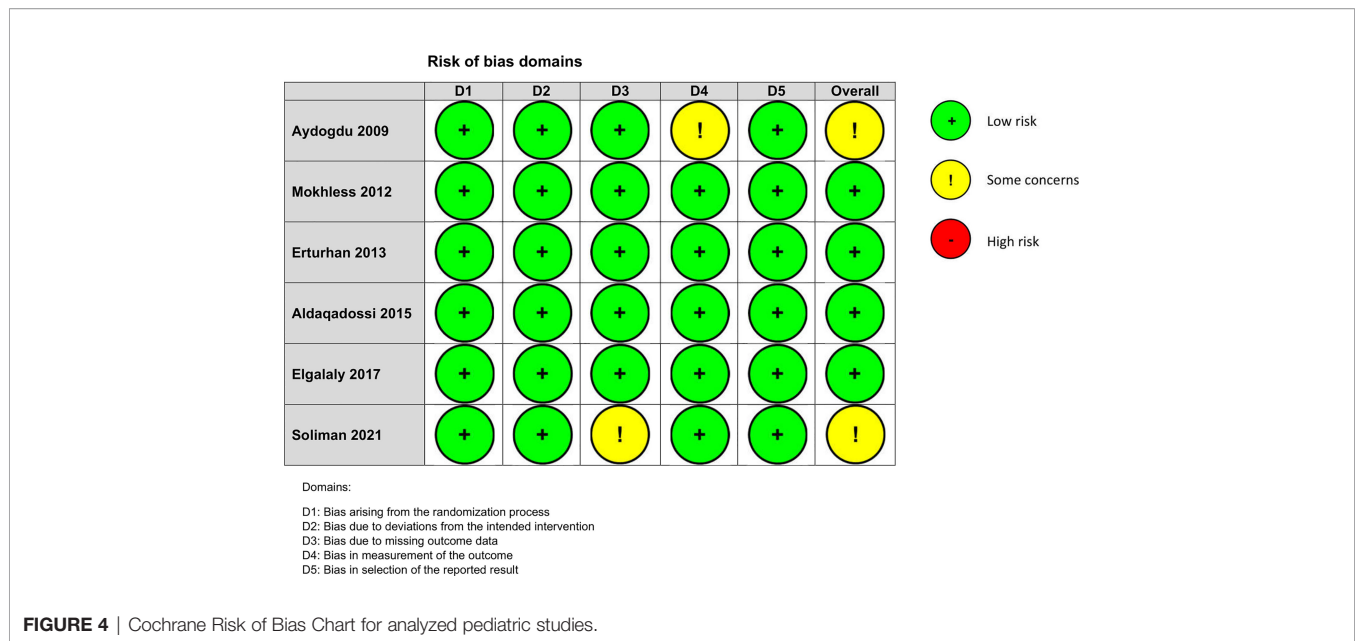 Risk of bias domains
D1 D2 D3 D4 D5 Overall
Aydogdu 2009 + + + ! + !
Mokhless 2012 + + + + + +
Erturhan 2013 + + + + + +
Aldaqadossi 2015 + + + + + +
Elgalaly 2017 + + + + + +
Soliman 2021 + + ! + + !
+ Low risk
! Some concerns
- High risk
Domains:
D1: Bias arising from the randomization process
D2: Bias due to deviations from the intended intervention
D3: Bias due to missing outcome data
D4: Bias in measurement of the outcome
D5: Bias in selection of the reported result
FIGURE 4 | Cochrane Risk of Bias Chart for analyzed pediatric studies.